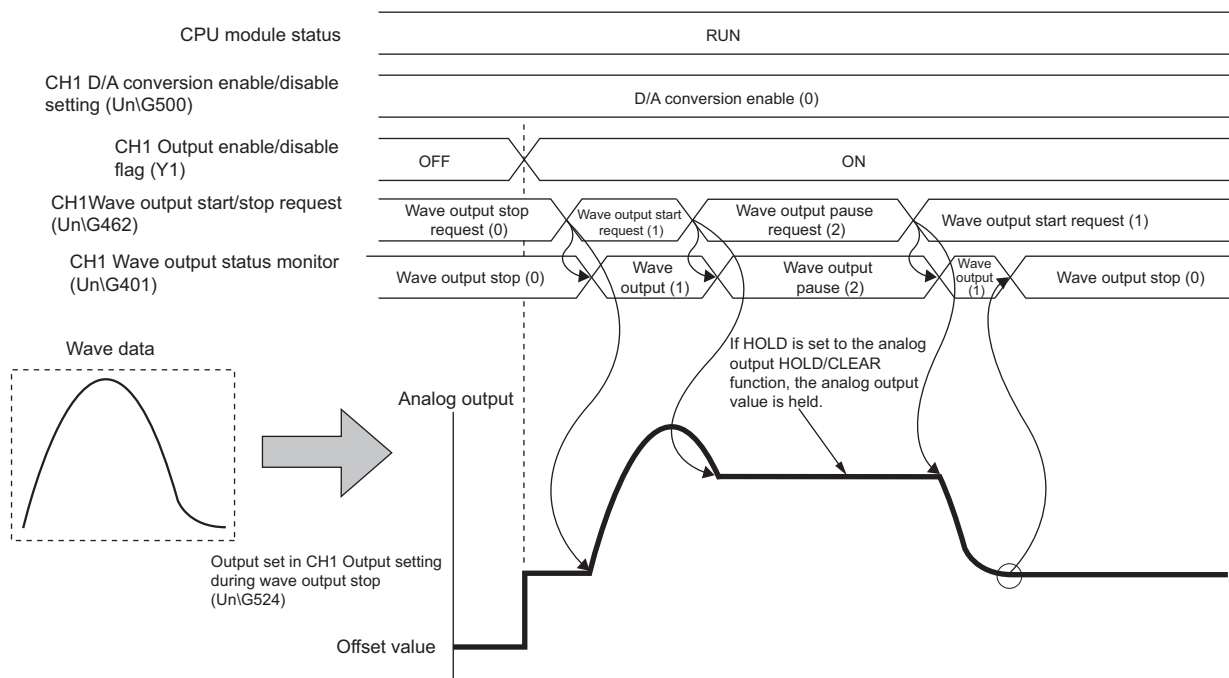 CPU module status
RUN
CH1 D/A conversion enable/disable
setting (Un\G500)
D/A conversion enable (0)
CH1 Output enable/disable
flag (Y1)
OFF
ON
CH1Wave output start/stop request
(Un\G462)
Wave output stop
request (0)
Wave output start
request (1)
Wave output pause
request (2)
Wave output start request (1)
CH1 Wave output status monitor
(Un\G401)
Wave output stop (0)
Wave
output (1)
Wave output
pause (2)
Wave
output
(1)
Wave output stop (0)
Wave data
If HOLD is set to the analog
output HOLD/CLEAR
function, the analog output
value is held.
Analog output
Output set in CH1 Output setting
during wave output stop
(Un\G524)
Offset value